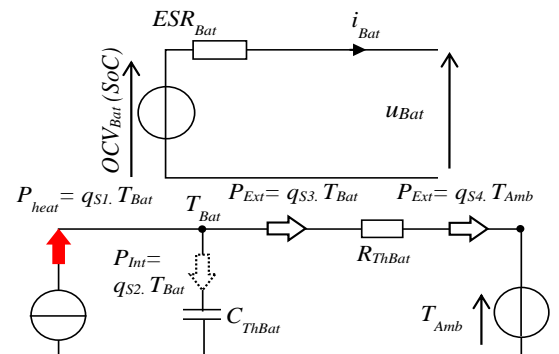 ESR_Bat
i_Bat
OCV_Bat (SoC)
u_Bat
P_heat = q_S1. T_Bat
T_Bat
P_Ext= q_S3. T_Bat
P_Ext= q_S4. T_Amb
P_Int=
q_S2. T_Bat
R_ThBat
C_ThBat
T_Amb